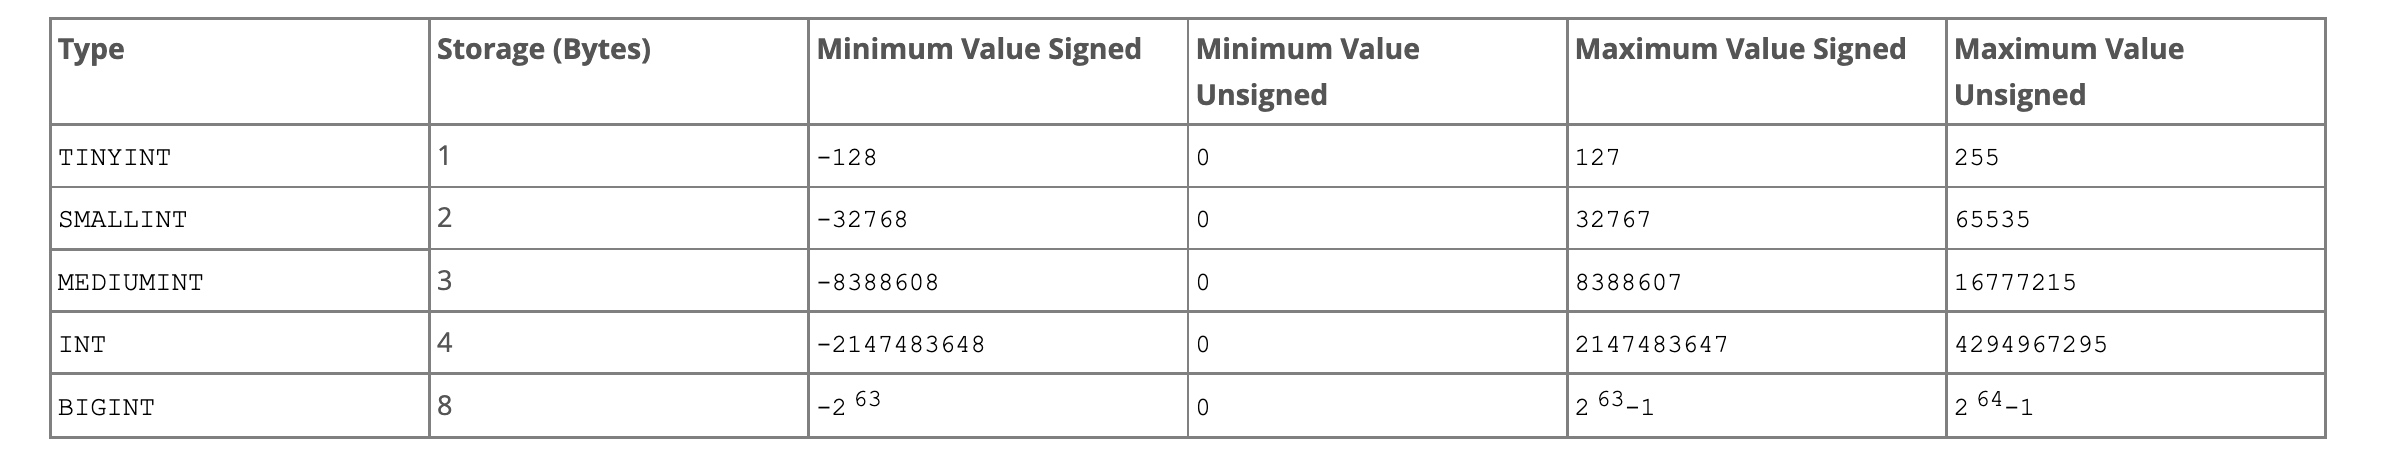 Type Storage (Bytes) Minimum Value Signed Minimum Value Unsigned Maximum Value Signed Maximum Value Unsigned
TINYINT 1 -128 0 127 255
SMALLINT 2 -32768 0 32767 65535
MEDIUMINT 3 -8388608 0 8388607 16777215
INT 4 -2147483648 0 2147483647 4294967295
BIGINT 8 -2 63 0 2 63-1 2 64-1